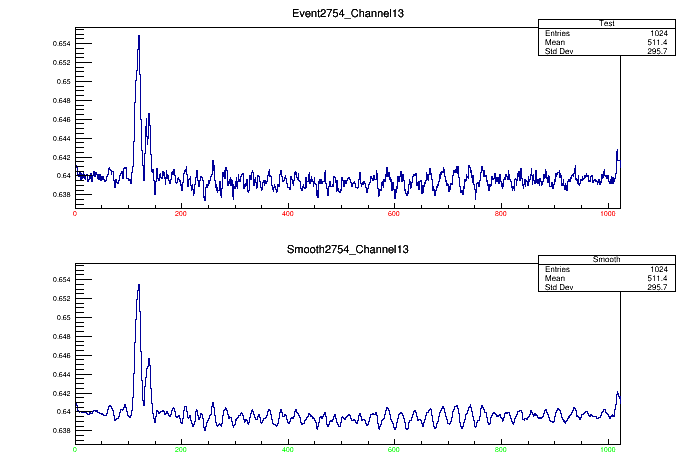 Event2754_Channel13
Test
Entries 1024
Mean 511.4
Std Dev 295.7
0.654
0.652
0.65
0.648
0.646
0.644
0.642
0.64
0.638
0 200 400 600 800 1000
Smooth2754_Channel13
Smooth
Entries 1024
Mean 511.4
Std Dev 295.7
0.654
0.652
0.65
0.648
0.646
0.644
0.642
0.64
0.638
0 200 400 600 800 1000